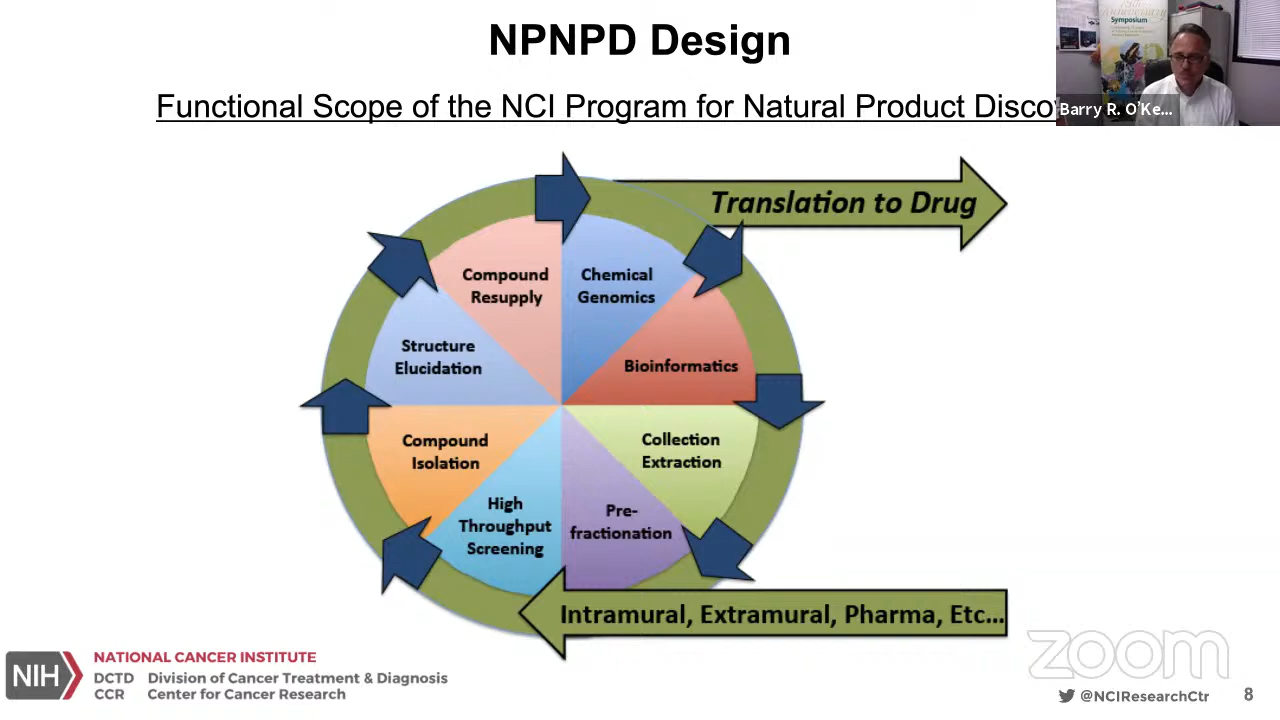 NPNPD Design
Symposium
Functional Scope of the NCI Program for Natural Product Disco
Barry R. O'Ke...
Translation to Drug
Compound
Resupply
Chemical
Genomics
Structure
Elucidation
Bioinformatics
Compound
Isolation
Collection
Extraction
High
Throughput
Screening
Pre-
fractionation
Intramural, Extramural, Pharma, Etc...
NIH
NATIONAL CANCER INSTITUTE
DCTD Division of Cancer Treatment & Diagnosis
CCR Center for Cancer Research
zoom
@NCIResearchCtr
8